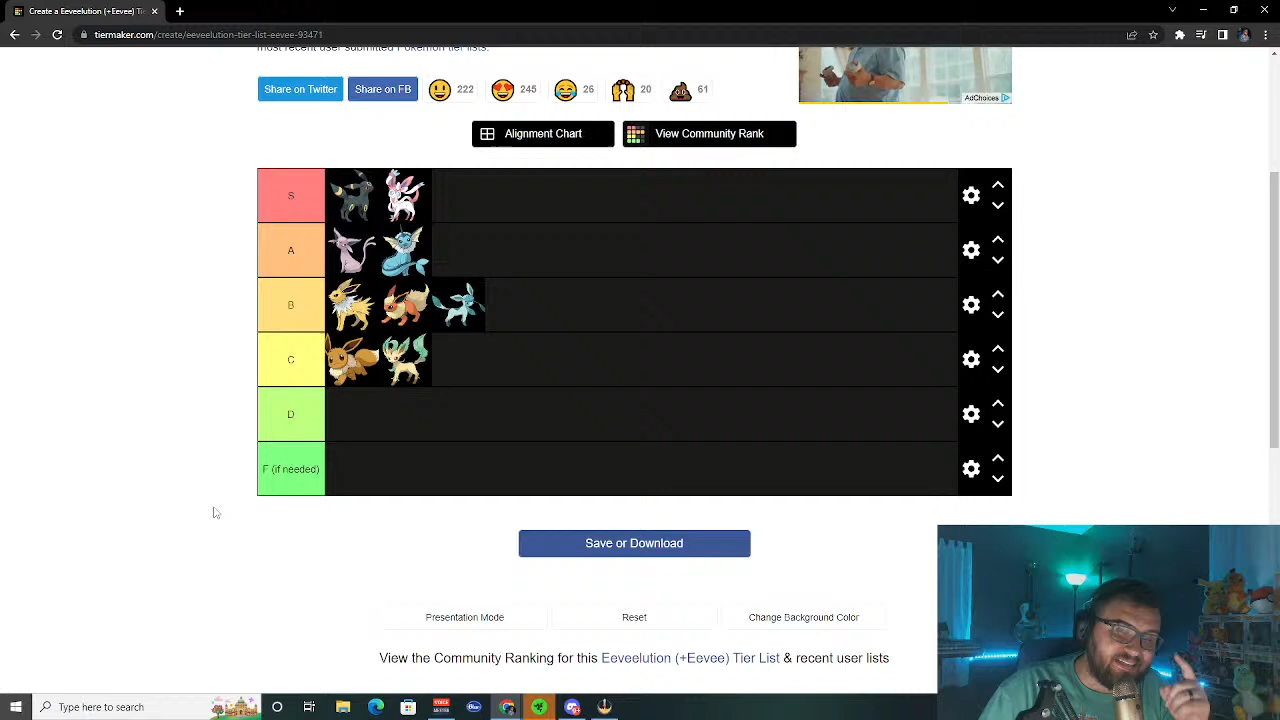 Create a Eeveelution (+Eevee) Tie
tiermaker.com/create/eeveelution-tier-list-eevee-93471
most recent user submitted Pokemon tier lists.
Share on Twitter
Share on FB
222
245
26
20
61
AdChoices
Alignment Chart
View Community Rank
S
A
B
C
D
F (if needed)
Save or Download
Presentation Mode
Reset
Change Background Color
View the Community Ranking for this Eeveelution (+Eevee) Tier List & recent user lists
Type here to search